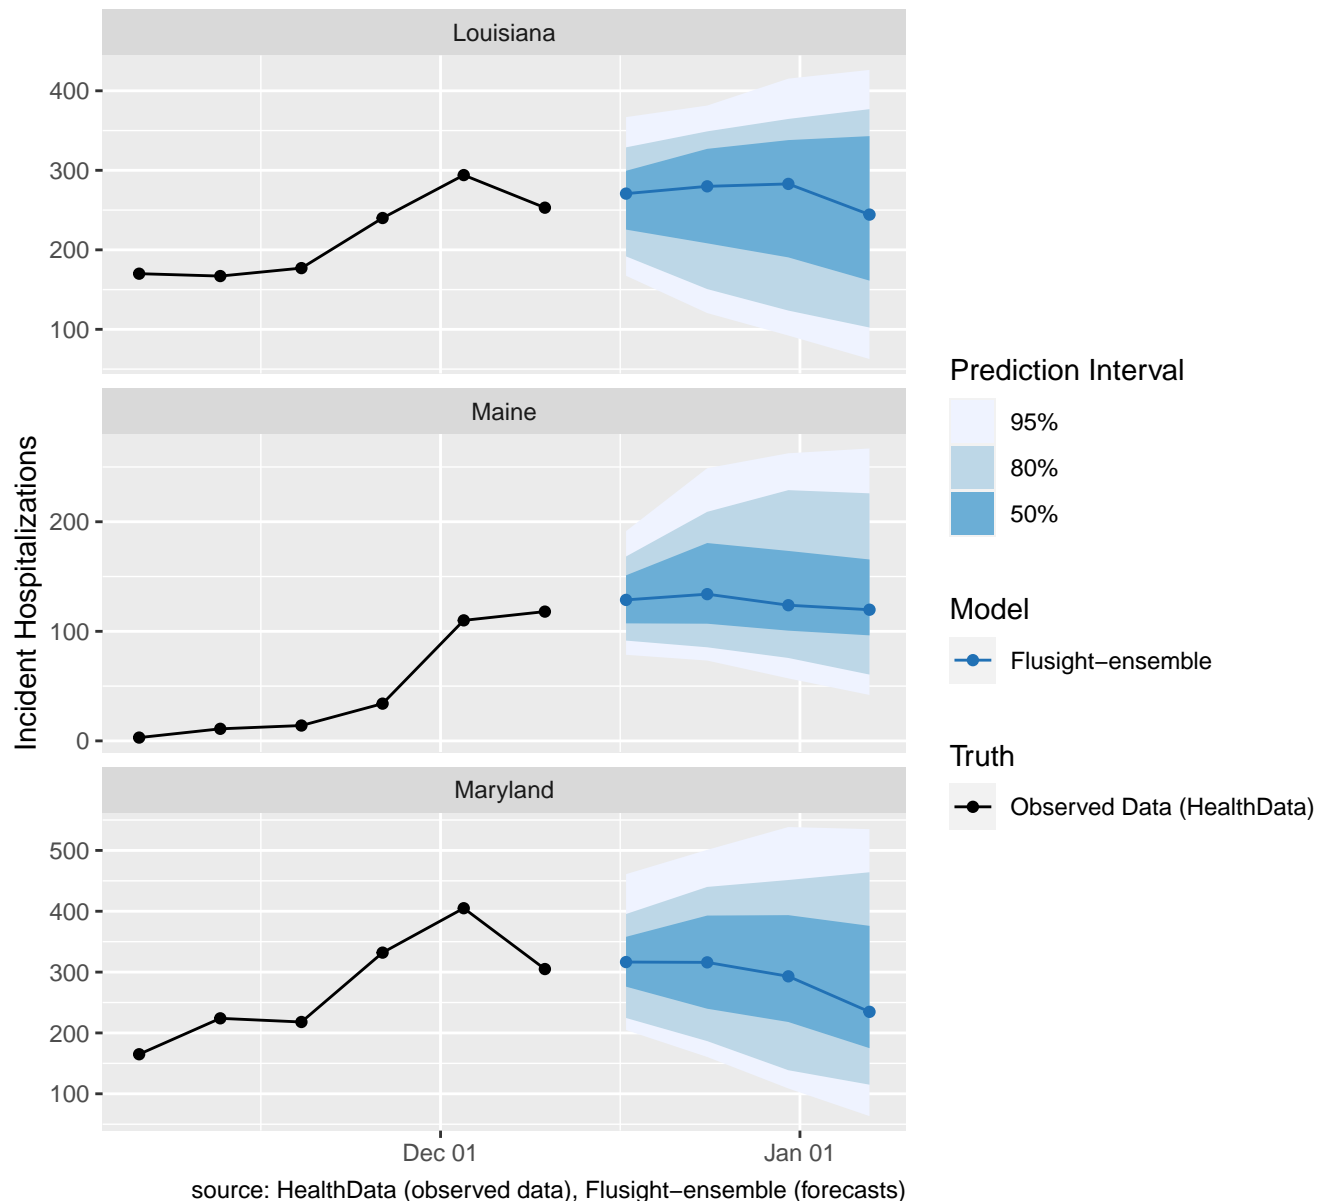 Louisiana
400
300
200
100
Maine
200
100
0
Maryland
500
400
300
200
100
Dec 01
Jan 01
Incident Hospitalizations
source: HealthData (observed data), Flusight−ensemble (forecasts)
Prediction Interval
95%
80%
50%
Model
Flusight−ensemble
Truth
Observed Data (HealthData)